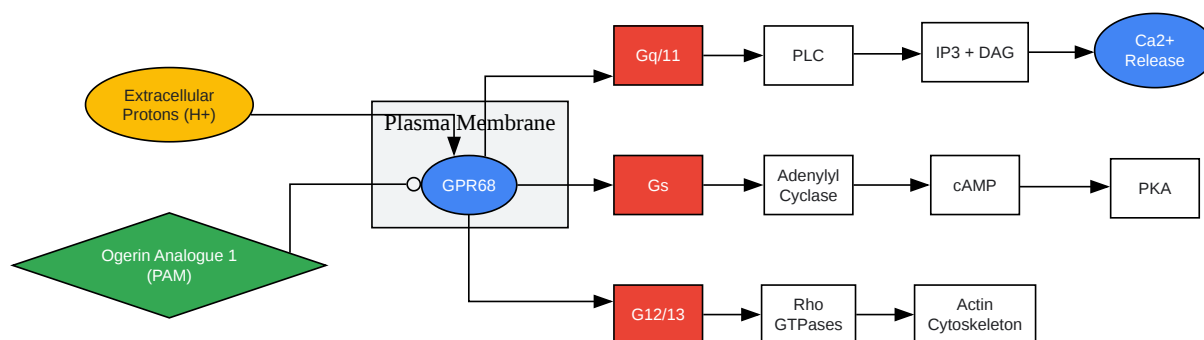 Extracellular
Protons (H+)
Ogerin Analogue 1
(PAM)
Plasma Membrane
GPR68
Gq/11
PLC
IP3 + DAG
Ca2+
Release
Gs
Adenylyl
Cyclase
cAMP
PKA
G12/13
Rho
GTPases
Actin
Cytoskeleton